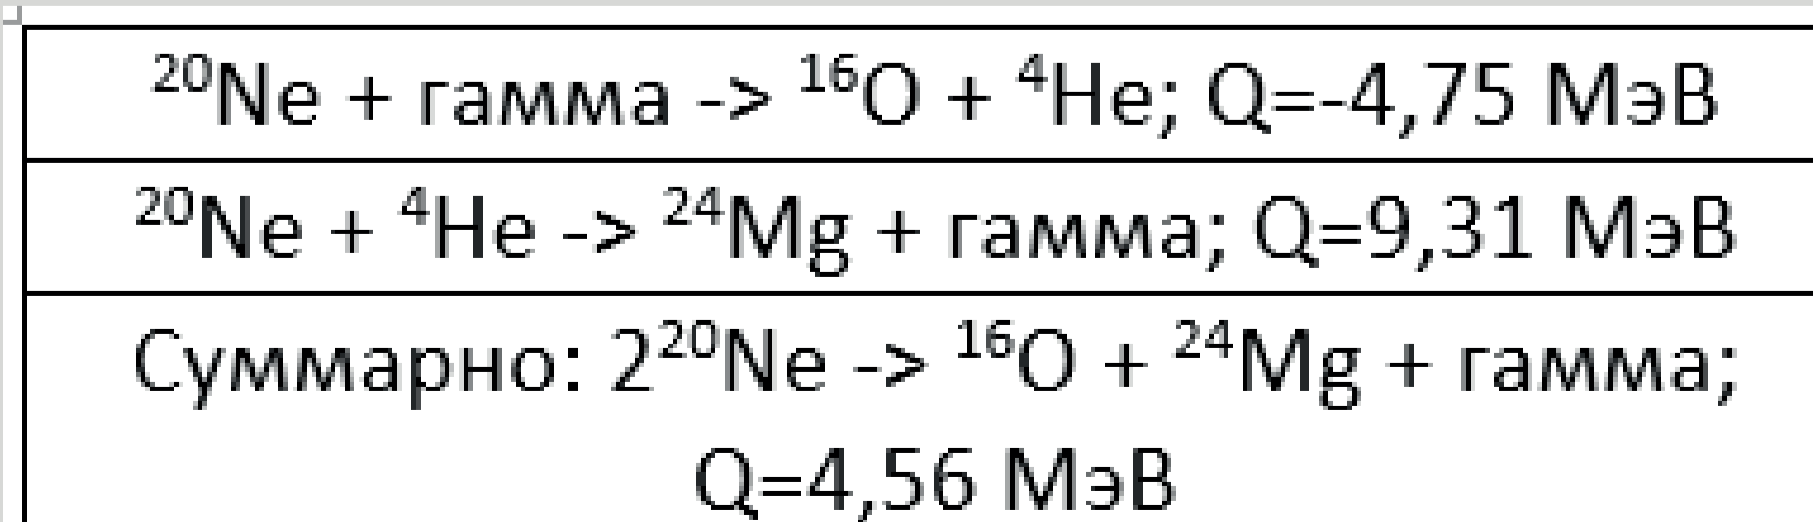 ²⁰Ne + гамма -> ¹⁶O + ⁴He; Q=-4,75 МэВ
²⁰Ne + ⁴He -> ²⁴Mg + гамма; Q=9,31 МэВ
Суммарно: 2²⁰Ne -> ¹⁶O + ²⁴Mg + гамма;
Q=4,56 МэВ